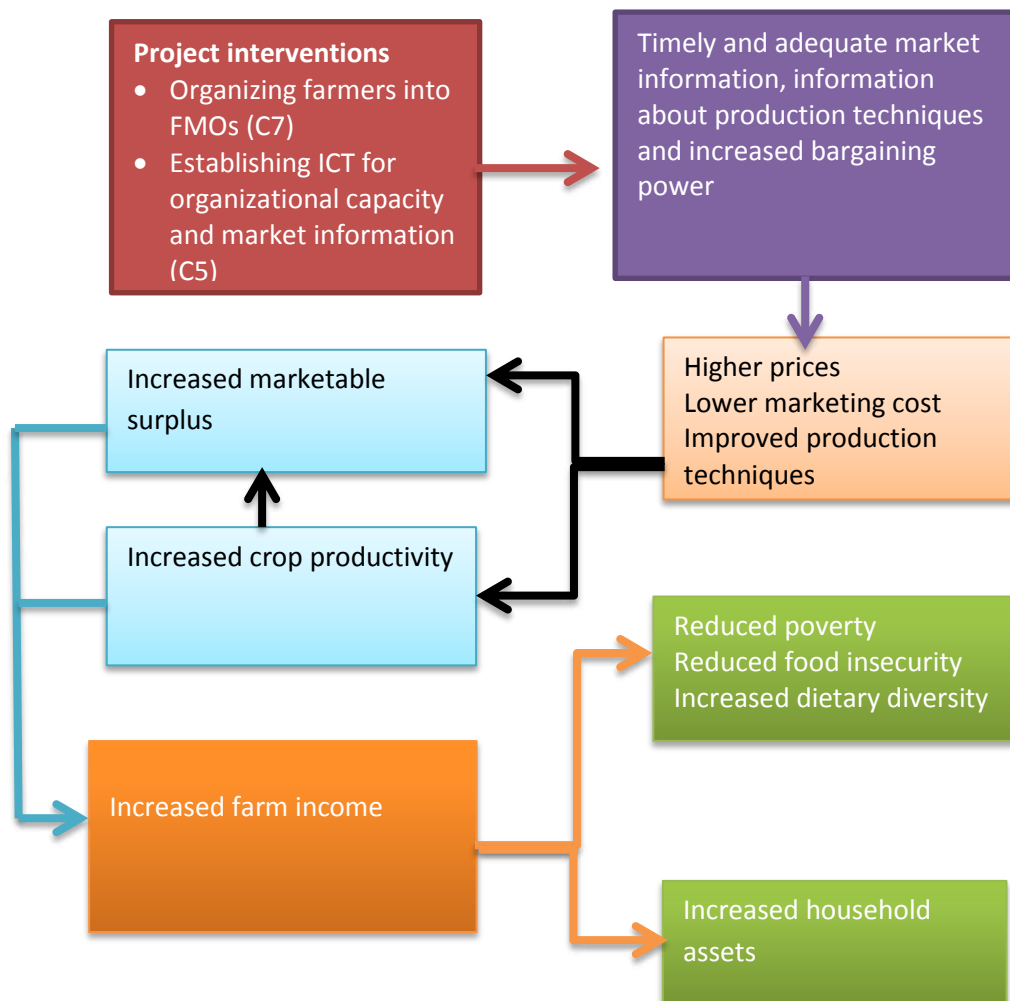 Project interventions
• Organizing farmers into
FMOs (C7)
• Establishing ICT for
organizational capacity
and market information
(C5)
Timely and adequate market
information, information
about production techniques
and increased bargaining
power
Higher prices
Lower marketing cost
Improved production
techniques
Increased marketable
surplus
Increased crop productivity
Reduced poverty
Reduced food insecurity
Increased dietary diversity
Increased farm income
Increased household
assets